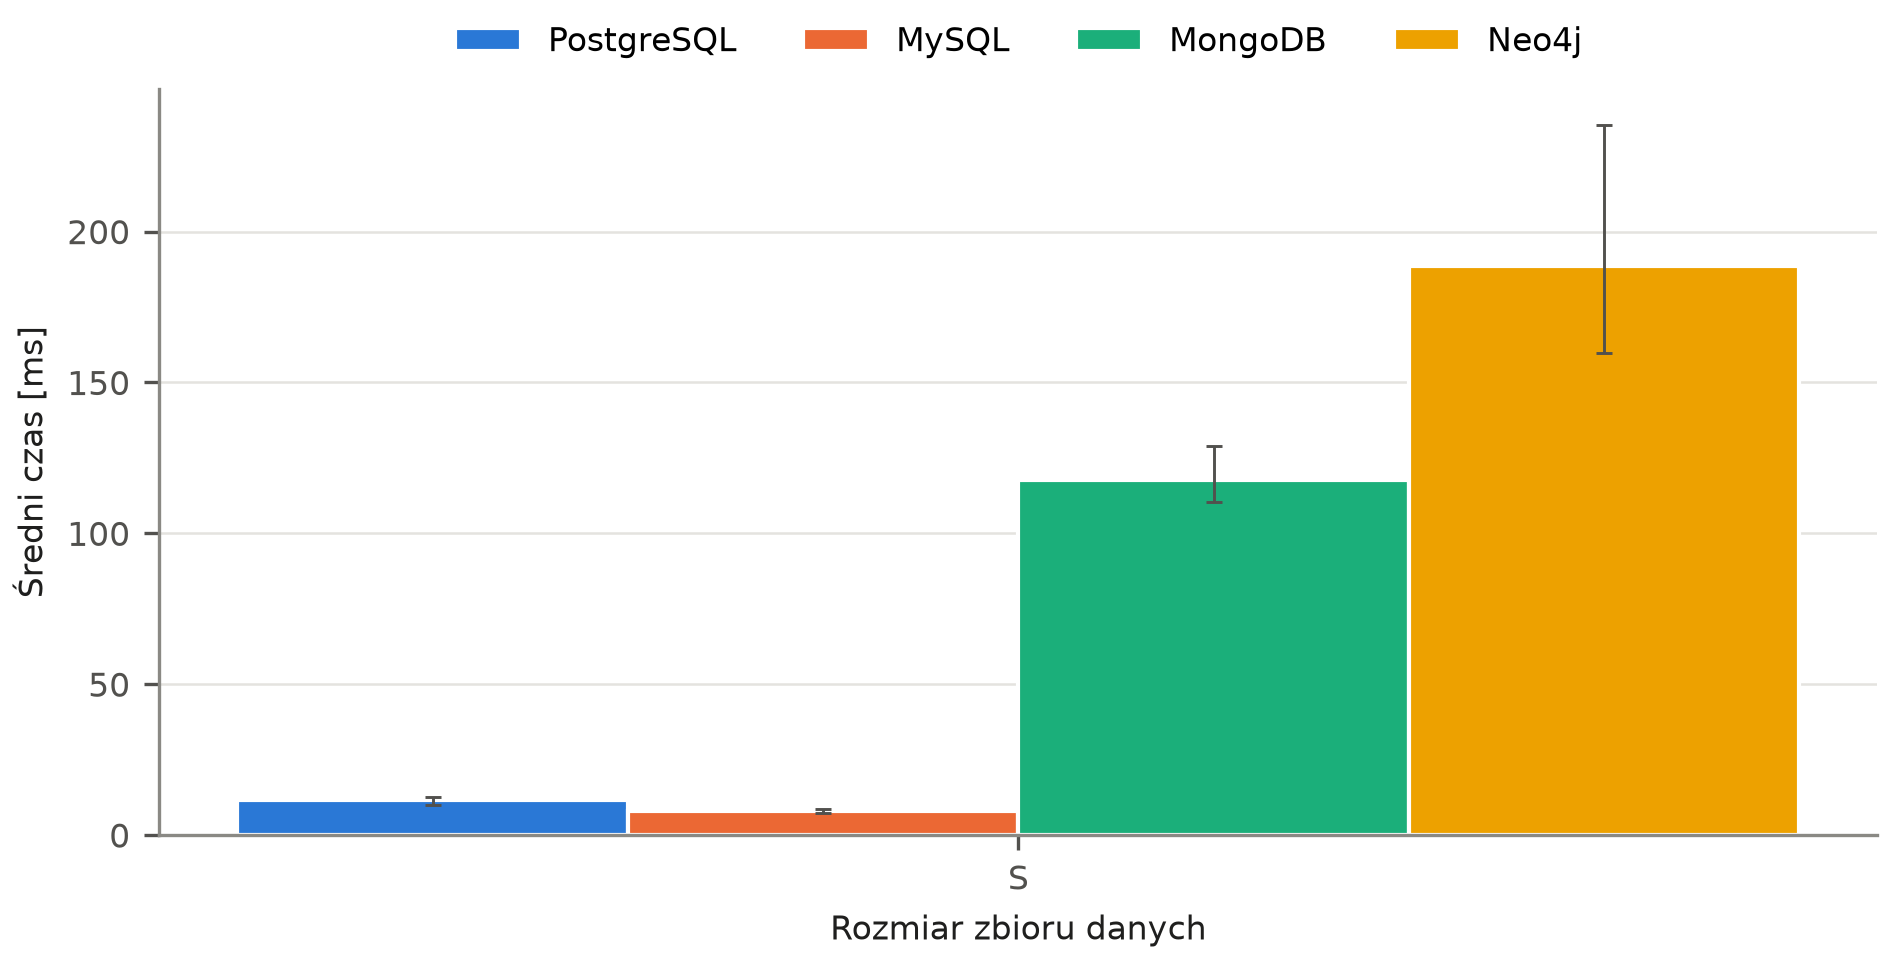 PostgreSQL MySQL MongoDB Neo4j
Średni czas [ms]
200
150
100
50
0
S
Rozmiar zbioru danych